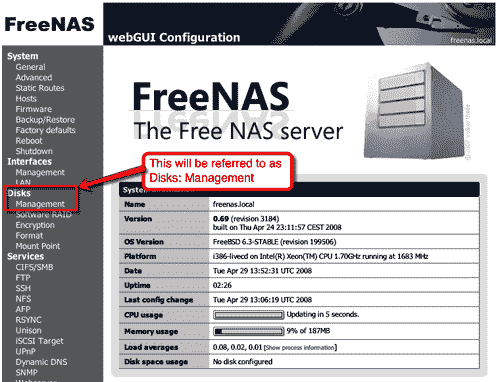 FreeNAS
webGUI Configuration
freenas.local
System
General
Advanced
Static Routes
Hosts
Firmware
Backup/Restore
Factory defaults
Reboot
Shutdown
Interfaces
Management
LAN
Disks
Management
Software RAID
Encryption
Format
Mount Point
Services
CIFS/SMB
FTP
SSH
NFS
AFP
RSYNC
Unison
iSCSI Target
UPnP
Dynamic DNS
SNMP
FreeNAS
The Free NAS server
This will be referred to as
Disks: Management
Name freenas.local
Version 0.69 (revision 3184)
built on Thu Apr 24 23:11:57 CEST 2008
OS Version FreeBSD 6.3-STABLE (revision 199506)
Platform i386-livecd on Intel(R) Xeon(TM) CPU 1.70GHz running at 1683 MHz
Date Tue Apr 29 13:52:31 UTC 2008
Uptime 02:26
Last config change Tue Apr 29 13:06:19 UTC 2008
CPU usage Updating in 5 seconds.
Memory usage 9% of 187MB
Load averages 0.08, 0.02, 0.01 [Show process information]
Disk space usage No disk configured